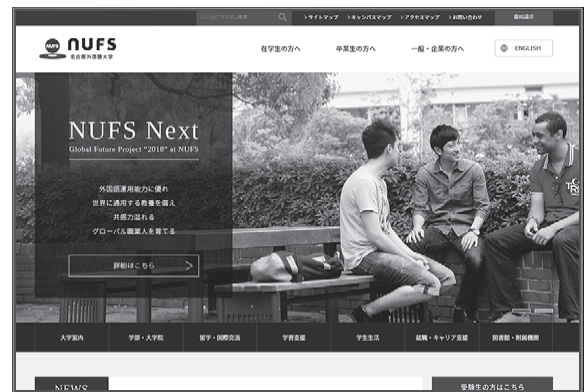 >サイトマップ >キャンパスマップ >アクセスマップ >お問い合わせ 資料請求
NUFS
名古屋外国語大学
在学生の方へ 卒業生の方へ 一般・企業の方へ ENGLISH
NUFS Next
Global Future Project “2018” at NUFS
外国語運用能力に優れ
世界に通用する教養を備え
共感力溢れる
グローバル職業人を育てる
詳細はこちら
大学案内 学部・大学院 留学・国際交流 学習支援 学生生活 就職・キャリア支援 図書館・附属機関
NEWS 受験生の方はこちら